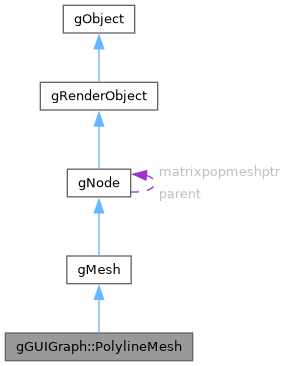 gObject
gRenderObject
matrixpopmeshptr
gNode
parent
gMesh
gGUIGraph::PolylineMesh